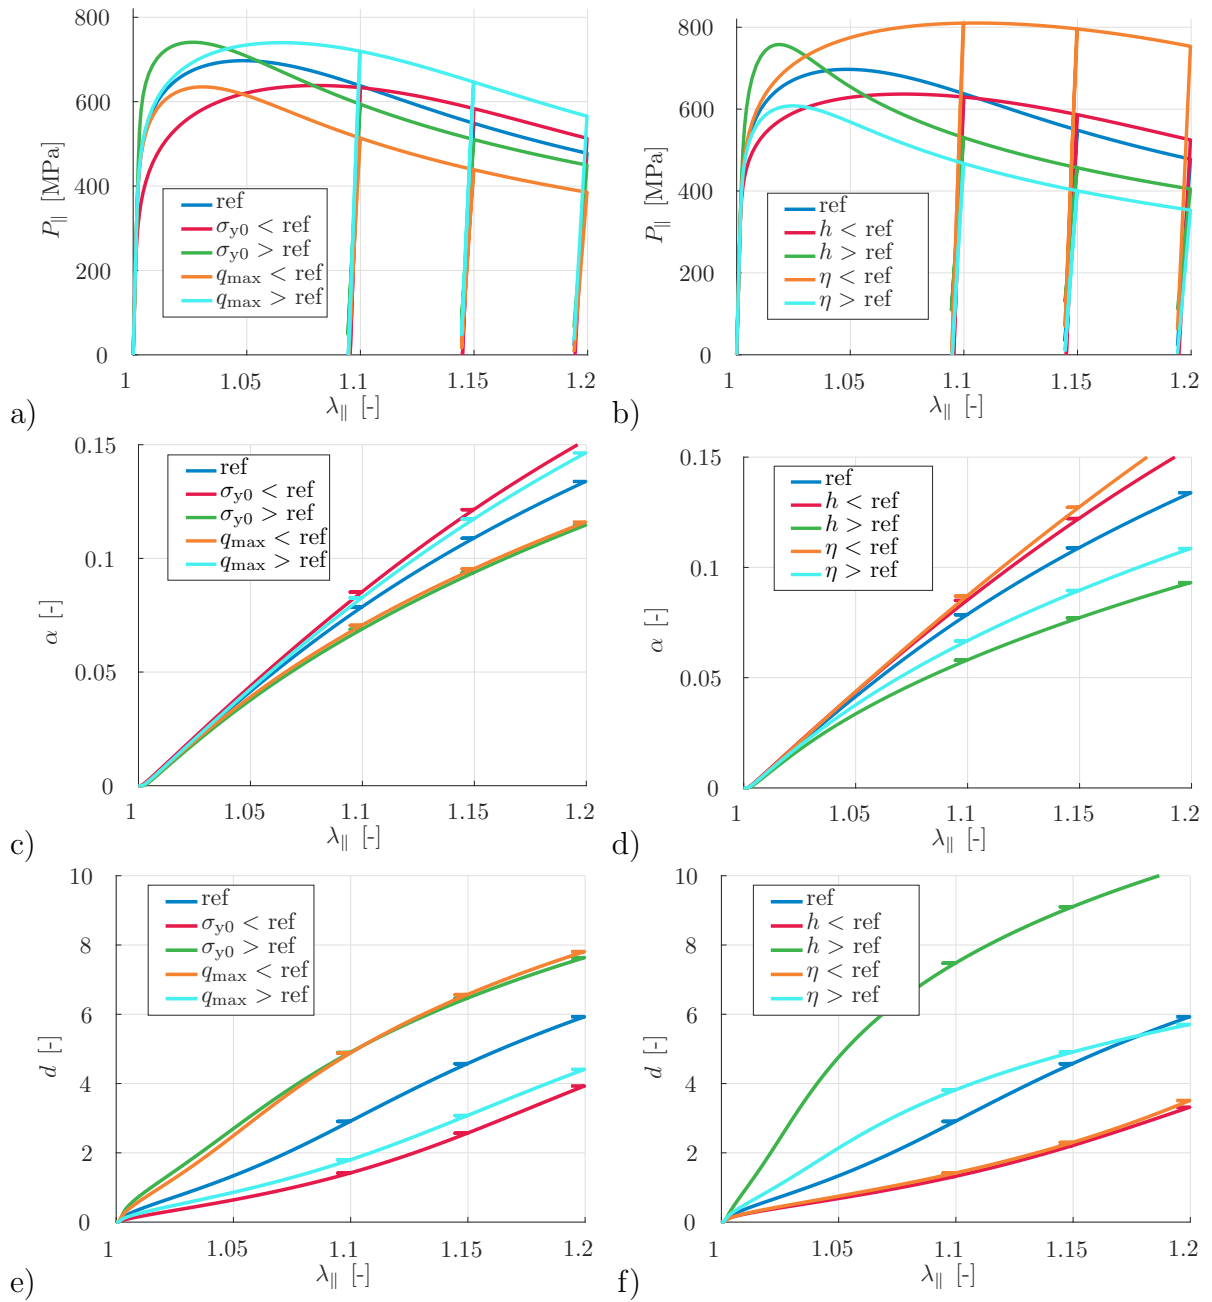 800
600
400
200
0
P∥ [MPa]
ref
σy0 < ref
σy0 > ref
qmax < ref
qmax > ref
1
1.05
1.1
1.15
1.2
λ∥ [-]
a)
800
600
400
200
0
P∥ [MPa]
ref
h < ref
h > ref
η < ref
η > ref
1
1.05
1.1
1.15
1.2
λ∥ [-]
b)
0.15
0.1
0.05
0
α [-]
ref
σy0 < ref
σy0 > ref
qmax < ref
qmax > ref
1
1.05
1.1
1.15
1.2
λ∥ [-]
c)
0.15
0.1
0.05
0
α [-]
ref
h < ref
h > ref
η < ref
η > ref
1
1.05
1.1
1.15
1.2
λ∥ [-]
d)
10
8
6
4
2
0
d [-]
ref
σy0 < ref
σy0 > ref
qmax < ref
qmax > ref
1
1.05
1.1
1.15
1.2
λ∥ [-]
e)
10
8
6
4
2
0
d [-]
ref
h < ref
h > ref
η < ref
η > ref
1
1.05
1.1
1.15
1.2
λ∥ [-]
f)